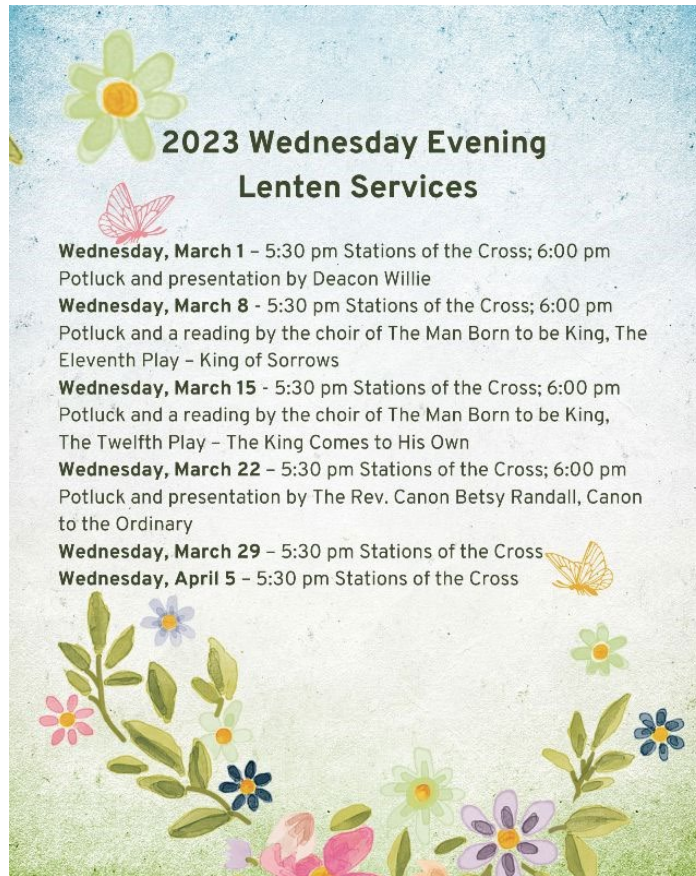 2023 Wednesday Evening
Lenten Services
Wednesday, March 1 – 5:30 pm Stations of the Cross; 6:00 pm
Potluck and presentation by Deacon Willie
Wednesday, March 8 - 5:30 pm Stations of the Cross; 6:00 pm
Potluck and a reading by the choir of The Man Born to be King, The
Eleventh Play – King of Sorrows
Wednesday, March 15 - 5:30 pm Stations of the Cross; 6:00 pm
Potluck and a reading by the choir of The Man Born to be King,
The Twelfth Play – The King Comes to His Own
Wednesday, March 22 – 5:30 pm Stations of the Cross; 6:00 pm
Potluck and presentation by The Rev. Canon Betsy Randall, Canon
to the Ordinary
Wednesday, March 29 – 5:30 pm Stations of the Cross
Wednesday, April 5 – 5:30 pm Stations of the Cross